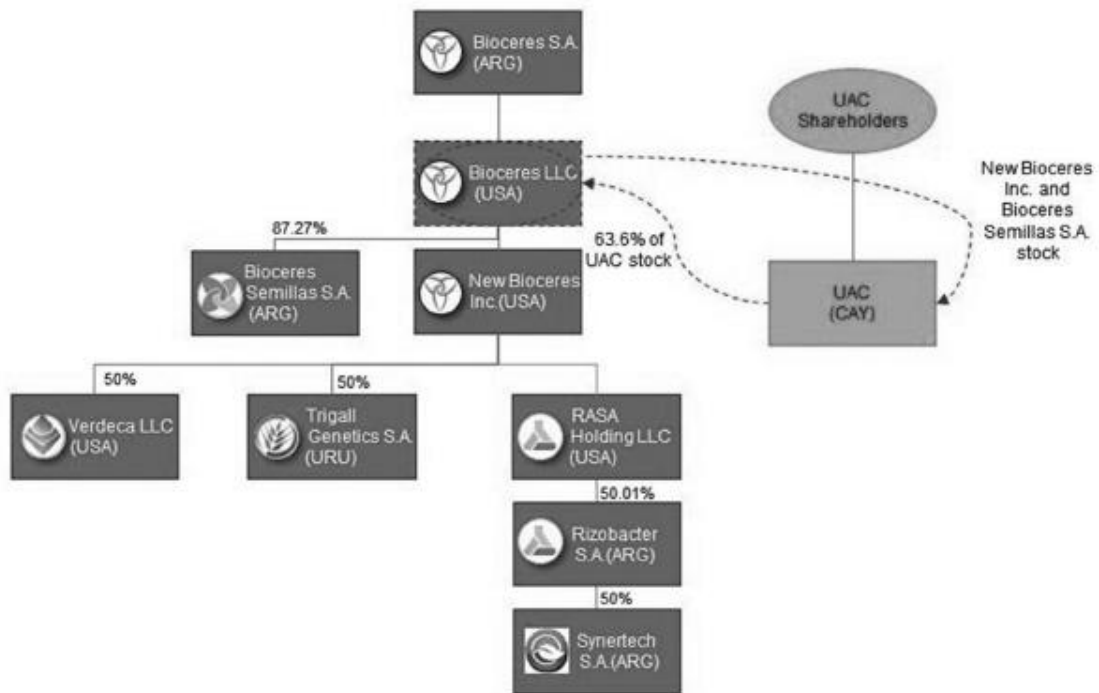 Bioceres S.A.
(ARG)
UAC
Shareholders
Bioceres LLC
(USA)
New Bioceres
Inc. and
Bioceres
Semillas S.A.
stock
87.27%
63.6% of
UAC stock
Bioceres
Semillas S.A.
(ARG)
New Bioceres
Inc.(USA)
UAC
(CAY)
50%
50%
Verdeca LLC
(USA)
Trigall
Genetics S.A.
(URU)
RASA
Holding LLC
(USA)
50.01%
Rizobacter
S.A.(ARG)
50%
Synertech
S.A.(ARG)